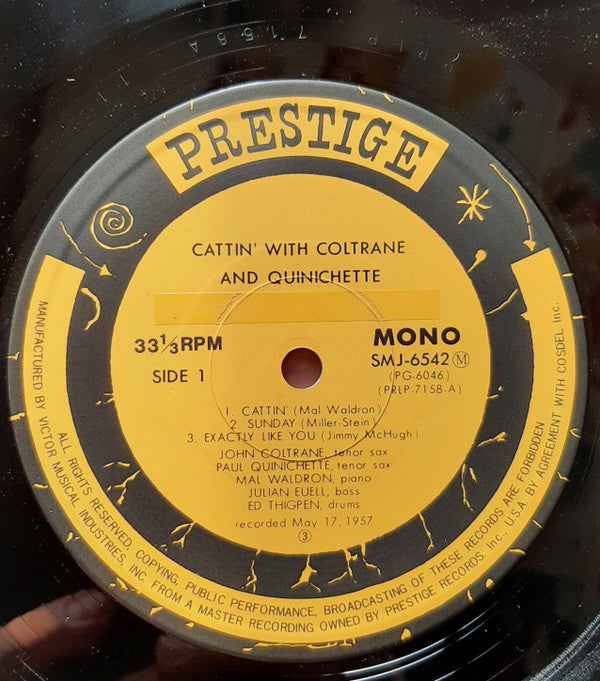 PRLP 7158 A
PRESTIGE
CATTIN' WITH COLTRANE
AND QUINICHETTE
33⅓RPM
SIDE 1
MONO
SMJ-6542 Ⓜ
(PG-6046)
(PRLP-7158-A)
1. CATTIN' (Mal Waldron)
2. SUNDAY (Miller-Stein)
3. EXACTLY LIKE YOU (Jimmy McHugh)
JOHN COLTRANE, tenor sax
PAUL QUINICHETTE, tenor sax
MAL WALDRON, piano
JULIAN EUELL, bass
ED THIGPEN, drums
recorded May 17, 1957
③
MANUFACTURED BY VICTOR MUSICAL INDUSTRIES, INC. FROM A MASTER RECORDING OWNED BY PRESTIGE RECORDS, Inc., U.S.A. BY AGREEMENT WITH COSDEL Inc.
ALL RIGHTS RESERVED, COPYING, PUBLIC PERFORMANCE, BROADCASTING OF THESE RECORDS ARE FORBIDDEN